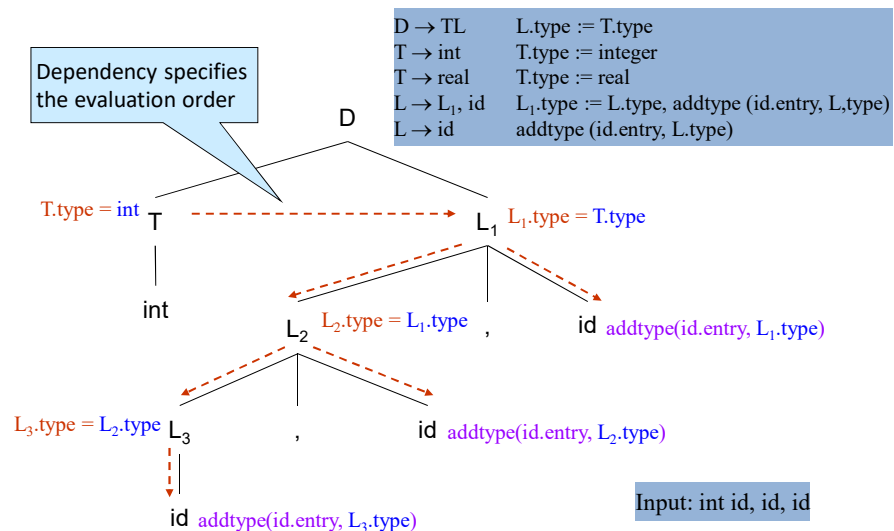 D → TL L.type := T.type
T → int T.type := integer
T → real T.type := real
L → L₁, id L₁.type := L.type, addtype (id.entry, L,type)
L → id addtype (id.entry, L.type)
Dependency specifies
the evaluation order
D
T.type = int T L₁ L₁.type = T.type
int
L₂ L₂.type = L₁.type , id addtype(id.entry, L₁.type)
L₃.type = L₂.type L₃ , id addtype(id.entry, L₂.type)
id addtype(id.entry, L₃.type)
Input: int id, id, id